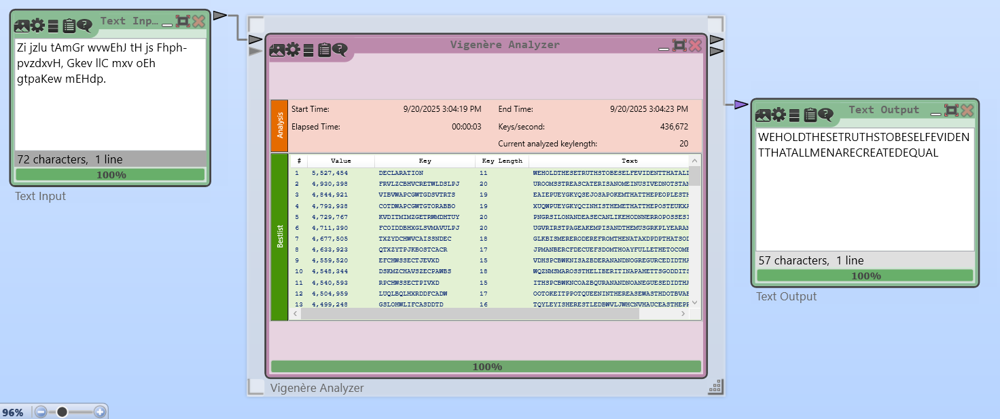 Text Inp...
Zi jzlu tAmGr wvwEhJ tH js Fhph-
pvzdxvH, Gkev llC mxv oEh
gtpaKew mEHdp.
72 characters, 1 line
100%
Text Input
Vigenère Analyzer
Analysis
Start Time: 9/20/2025 3:04:19 PM End Time: 9/20/2025 3:04:23 PM
Elapsed Time: 00:00:03 Keys/second: 436,672
Current analyzed keylength: 20
Bestlist
# Value Key Key Length Text
1 5,527,454 DECLARATION 11 WEHOLDTHESETRUTHSTOBESELFEVIDENTTHATALL
2 4,930,398 FRVLZCBHVCRETWLDSLPJ 20 UROOMSSTREASCATERISANOMEINUSIVEDNOTSTAN
3 4,844,921 VIBVWAPCGWTGDSVTRTS 19 EAIEPUEYGKYQSEJOSAPOKEMTHATTHEPEOPLESTH
4 4,793,938 COTDWAPCGWTGTORABBO 19 XUQWPUEYGKYQCINHISTHEMETHATTHEPOSTEUKXA
5 4,729,767 KVDITMIMZGETRWMDHTUY 20 PNGRSILONANDEASECANLIKEHODNNERROPOSSESI
6 4,711,390 FCOIDDBHXGLSVMAVULPJ 20 UGVRIRSTPAGEAKEMPISANDTHEMUSGRKPLYEARAN
7 4,677,505 TXZYDCHWVCAISSNDEC 18 GLKBISMERERODEREFROMTHENATAXDPDPTHATSOD
8 4,633,923 QTXZYTPJKBOSTCACR 17 JPMANBERCFDECUEFSDOMTHOAYFULLETHETOCOME
9 4,559,520 EFCHWSSECTJEVXD 15 VDHSPCBWKNISAZBDERANANDNOGREGURCEDIDTHA
10 4,548,344 DSKMZCHAVSZECPAWBS 18 WQZNMSMAROSSTHELIBERITINAPAHETTSGODDITS
11 4,540,593 RPCHWSSECTPIVXD 15 ITHSPCBWKNCOAZBQURANANDNOANEGUESEDIDTHA
12 4,504,959 LUQLBQLHXRDDFCADW 17 OOTOKEITPPOTQUEENINTHEREASEWASTHDOTBVAE
13 4,499,248 GSLOHWLIFCASDDTD 16 TQYLEYISHERESTLEDBWVLJWHCNVHAUCEASTHEPP
100%
Vigenère Analyzer
Text Output
WEHOLDTHESETRUTHSTOBESELFEVIDEN
TTHATALLMENARECREATEDEQUAL
57 characters, 1 line
100%
Text Output
96%